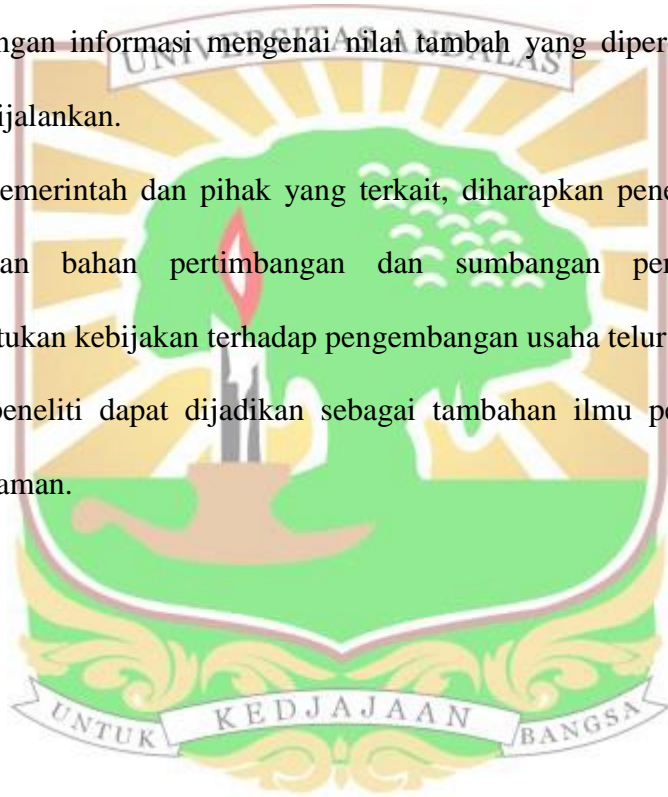 ngan informasi mengenai nilai tambah yang diper
UNIVERSITAS ANDALAS
ijalankan.
emerintah dan pihak yang terkait, diharapkan pene
an bahan pertimbangan dan sumbangan per
tukan kebijakan terhadap pengembangan usaha telur
peneliti dapat dijadikan sebagai tambahan ilmu pe
aman.
UNTUK KEDJAJAAN BANGSA